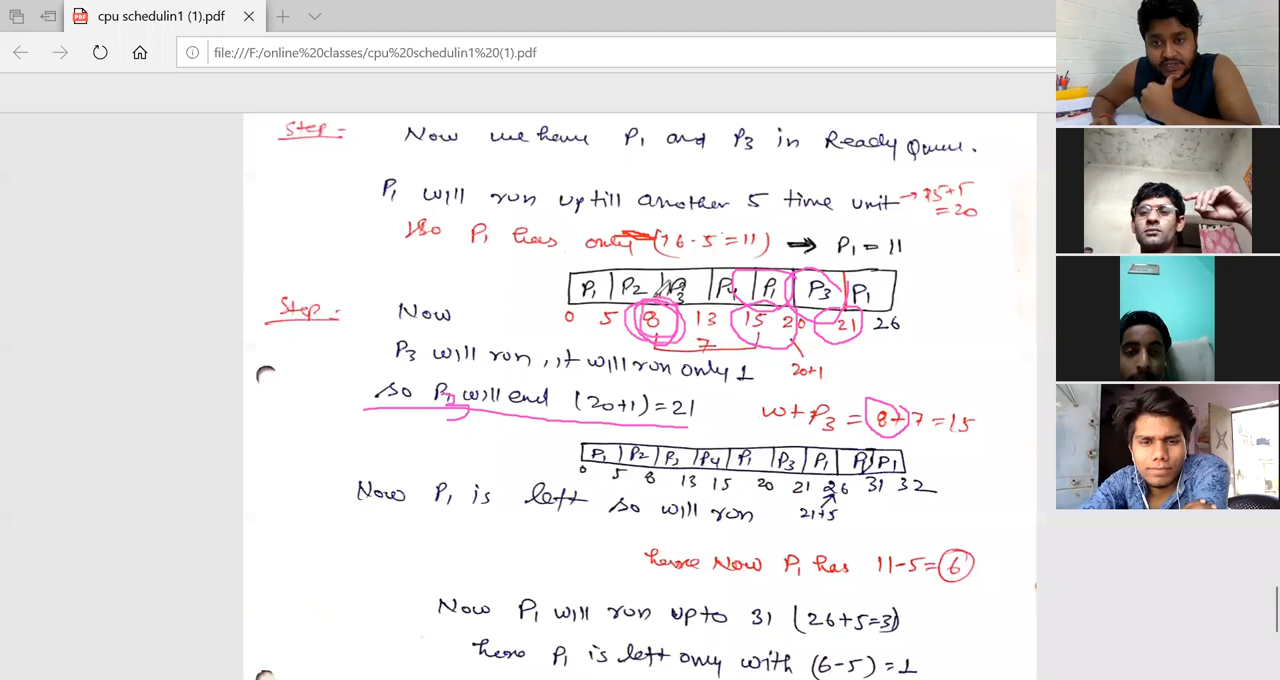 cpu schedulin1 (1).pdf
file:///F:/online%20classes/cpu%20schedulin1%20(1).pdf
Step:- Now we have P1 and P3 in Ready Queue.
P1 will run up till another 5 time unit → 15+5
= 20
So P1 has only (16-5=11) → P1 = 11
P1 P2 P3 P4 P1 P3 P1
0 5 8 13 15 20 21 26
7
Step:- Now
P3 will run, it will run only 1
20+1
so P3 will end (20+1)=21
w+P3 = 8+7=15
P1 P2 P3 P4 P1 P3 P1 P1 P1
0 5 8 13 15 20 21 26 31 32
Now P1 is left so will run
21+5
hence Now P1 has 11-5=6
Now P1 will run upto 31 (26+5=31)
here P1 is left only with (6-5)=1